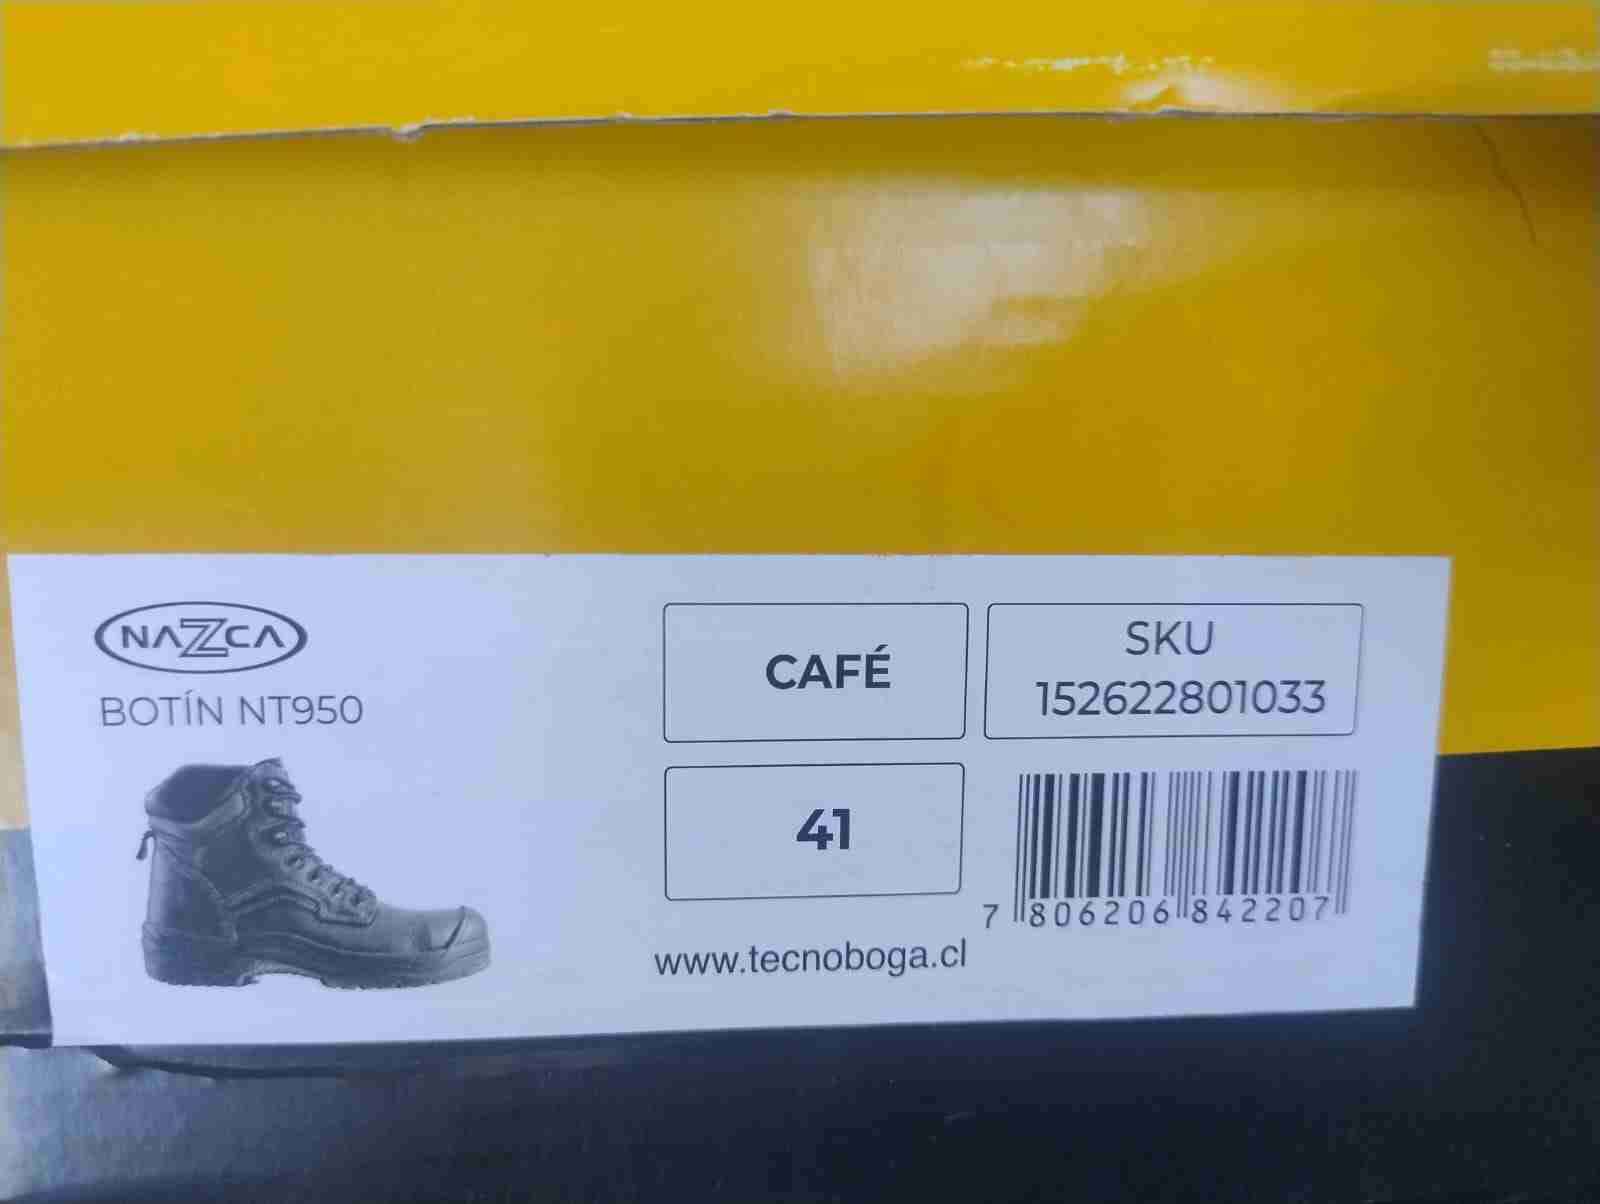 NAZCA
BOTÍN NT950
CAFÉ
SKU
152622801033
41
7 806206 842207
www.tecnoboga.cl